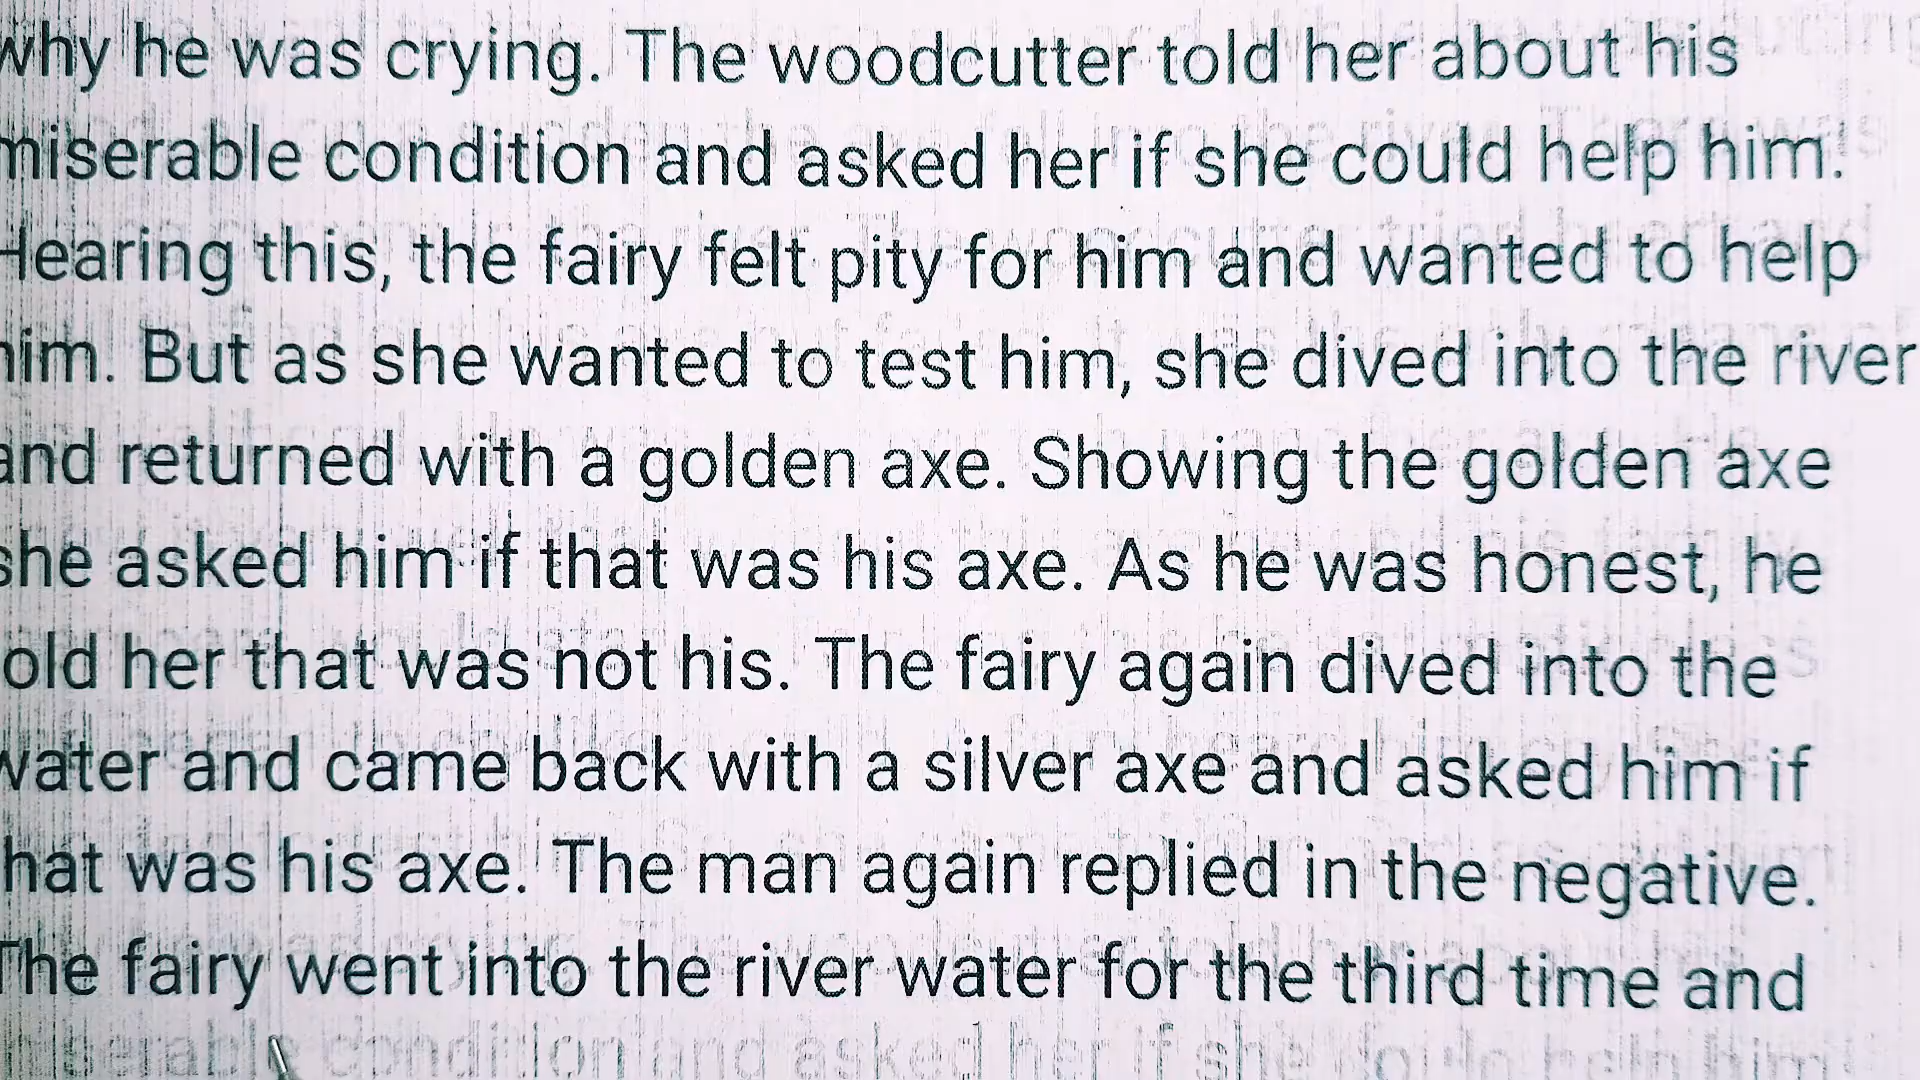 why he was crying. The woodcutter told her about his
miserable condition and asked her if she could help him.
Hearing this, the fairy felt pity for him and wanted to help
him. But as she wanted to test him, she dived into the river
and returned with a golden axe. Showing the golden axe
she asked him if that was his axe. As he was honest, he
old her that was not his. The fairy again dived into the
water and came back with a silver axe and asked him if
hat was his axe. The man again replied in the negative.
The fairy went into the river water for the third time and